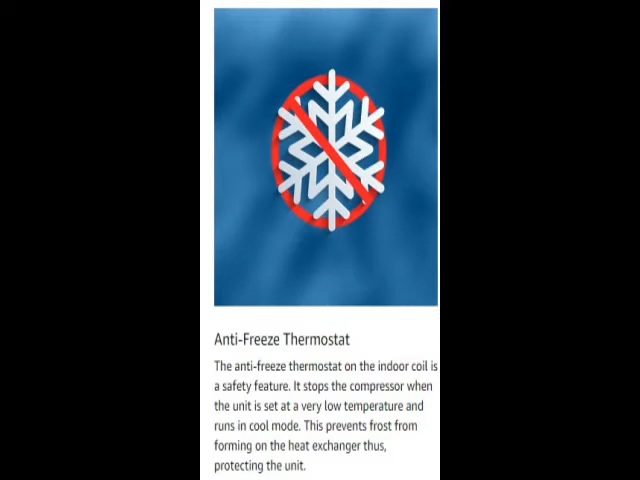 Anti-Freeze Thermostat
The anti-freeze thermostat on the indoor coil is
a safety feature. It stops the compressor when
the unit is set at a very low temperature and
runs in cool mode. This prevents frost from
forming on the heat exchanger thus,
protecting the unit.